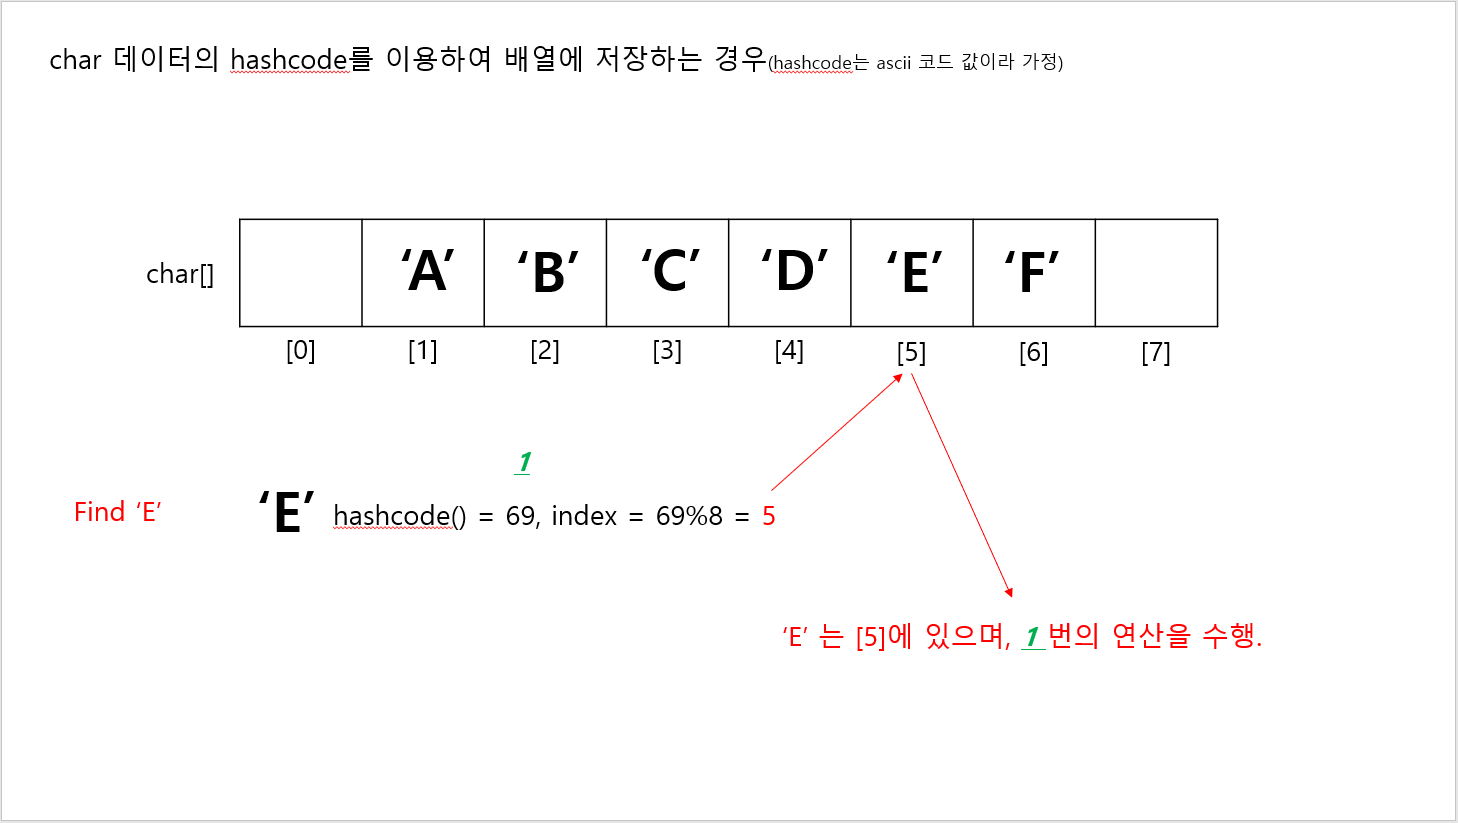 char 데이터의 hashcode를 이용하여 배열에 저장하는 경우(hashcode는 ascii 코드 값이라 가정)
char[] ‘A’ ‘B’ ‘C’ ‘D’ ‘E’ ‘F’
[0] [1] [2] [3] [4] [5] [6] [7]
1
Find ‘E’ ‘E’ hashcode() = 69, index = 69%8 = 5
‘E’ 는 [5]에 있으며, 1 번의 연산을 수행.